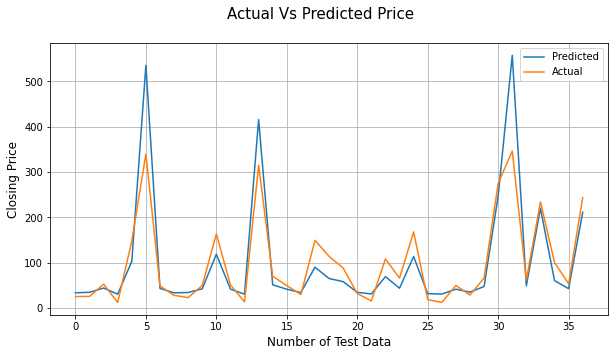 Actual Vs Predicted Price
Predicted
Actual
Closing Price
500
400
300
200
100
0
0 5 10 15 20 25 30 35
Number of Test Data